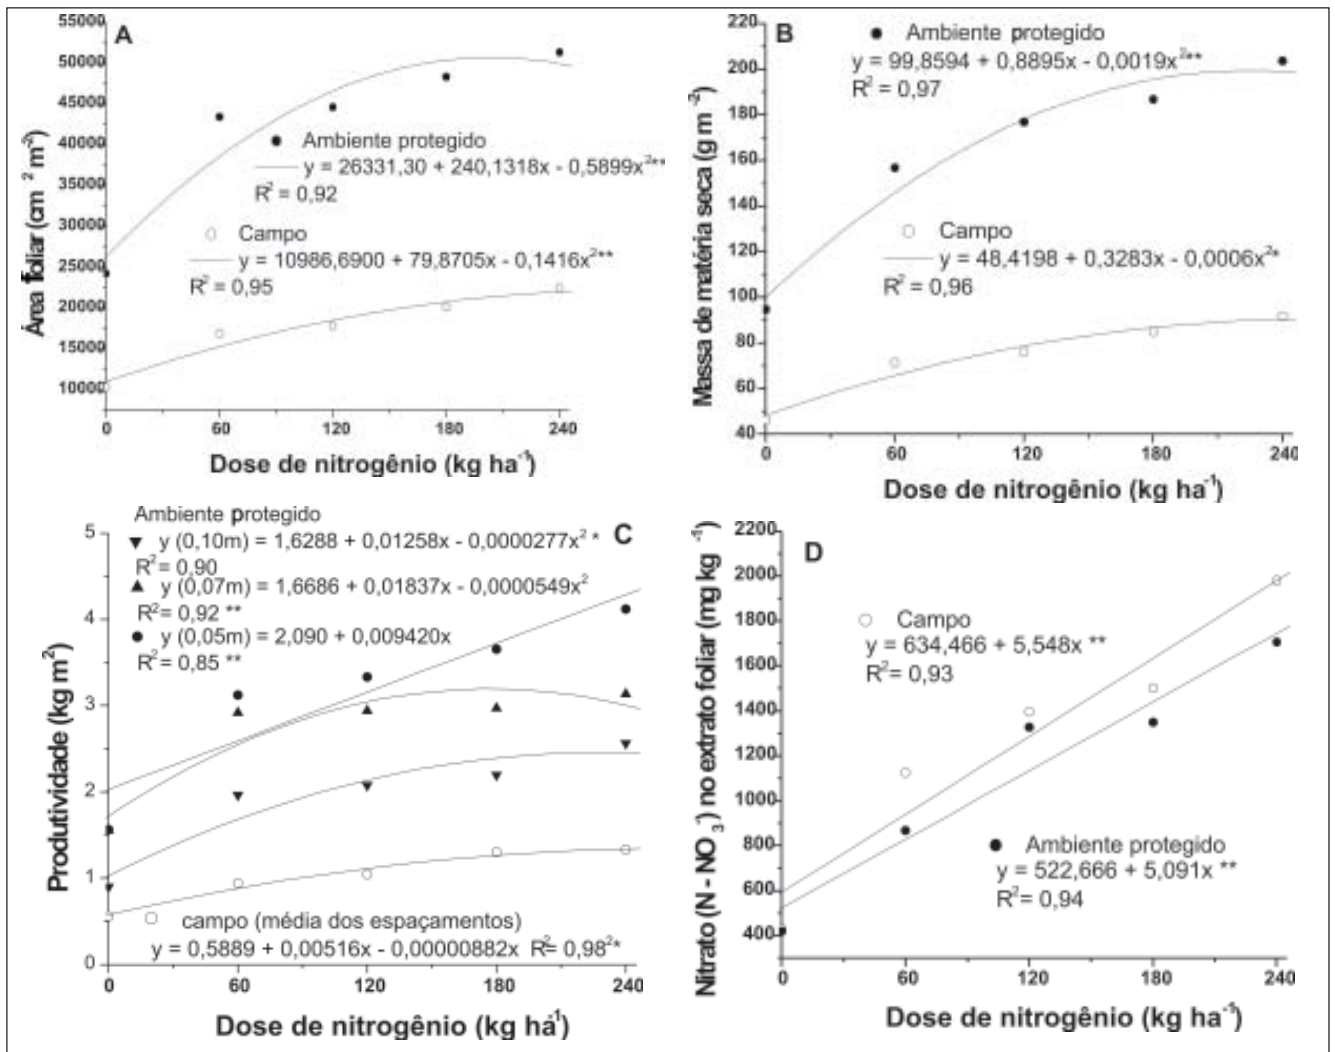 A
Área foliar (cm² m⁻²)
55000
50000
45000
40000
35000
30000
25000
20000
15000
10000
Ambiente protegido
y = 26331,30 + 240,1318x - 0,5899x²**
R² = 0,92
Campo
y = 10986,6900 + 79,8705x - 0,1416x²**
R² = 0,95
0 60 120 180 240
Dose de nitrogênio (kg ha⁻¹)
B
Massa de matéria seca (g m⁻²)
220
200
180
160
140
120
100
80
60
40
Ambiente protegido
y = 99,8594 + 0,8895x - 0,0019x²**
R² = 0,97
Campo
y = 48,4198 + 0,3283x - 0,0006x²*
R² = 0,96
0 60 120 180 240
Dose de nitrogênio (kg ha⁻¹)
C
Produtividade (kg m²)
5
4
3
2
1
0
Ambiente protegido
y (0,10m) = 1,6288 + 0,01258x - 0,0000277x² *
R² = 0,90
y (0,07m) = 1,6686 + 0,01837x - 0,0000549x²
R² = 0,92 **
y (0,05m) = 2,090 + 0,009420x
R² = 0,85 **
campo (média dos espaçamentos)
y = 0,5889 + 0,00516x - 0,00000882x R² = 0,98²*
0 60 120 180 240
Dose de nitrogênio (kg ha⁻¹)
D
Nitrato (N - NO₃⁻) no extrato foliar (mg kg⁻¹)
2200
2000
1800
1600
1400
1200
1000
800
600
400
Campo
y = 634,466 + 5,548x **
R² = 0,93
Ambiente protegido
y = 522,666 + 5,091x **
R² = 0,94
0 60 120 180 240
Dose de nitrogênio (kg ha⁻¹)